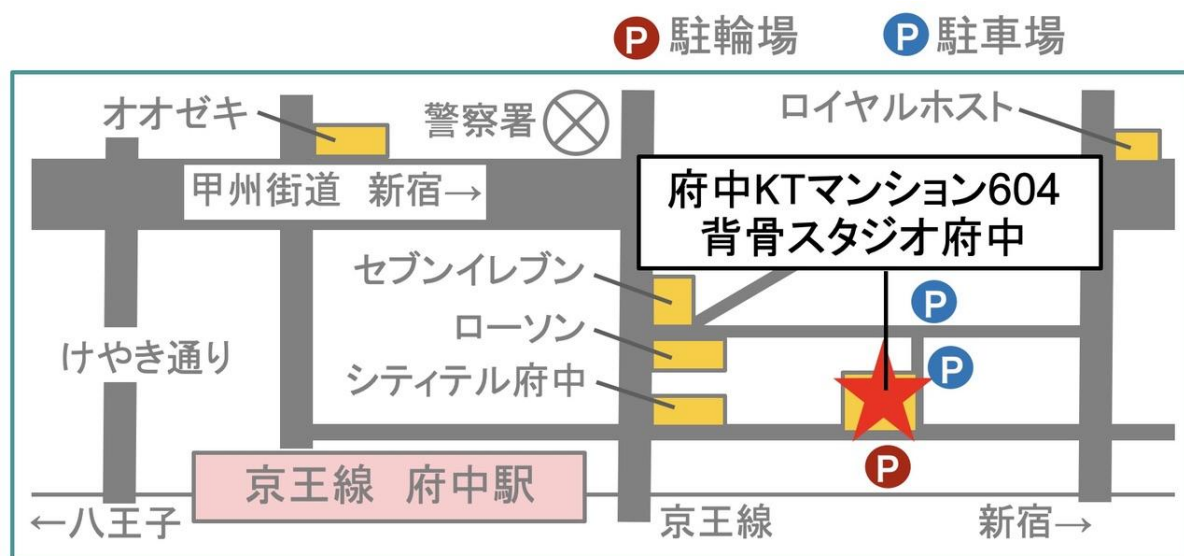 P 駐輪場 P 駐車場
オオゼキ
警察署
ロイヤルホスト
甲州街道 新宿→
府中KTマンション604
背骨スタジオ府中
セブンイレブン
P
ローソン
けやき通り
シティテル府中
P
P
京王線 府中駅
←八王子
京王線
新宿→